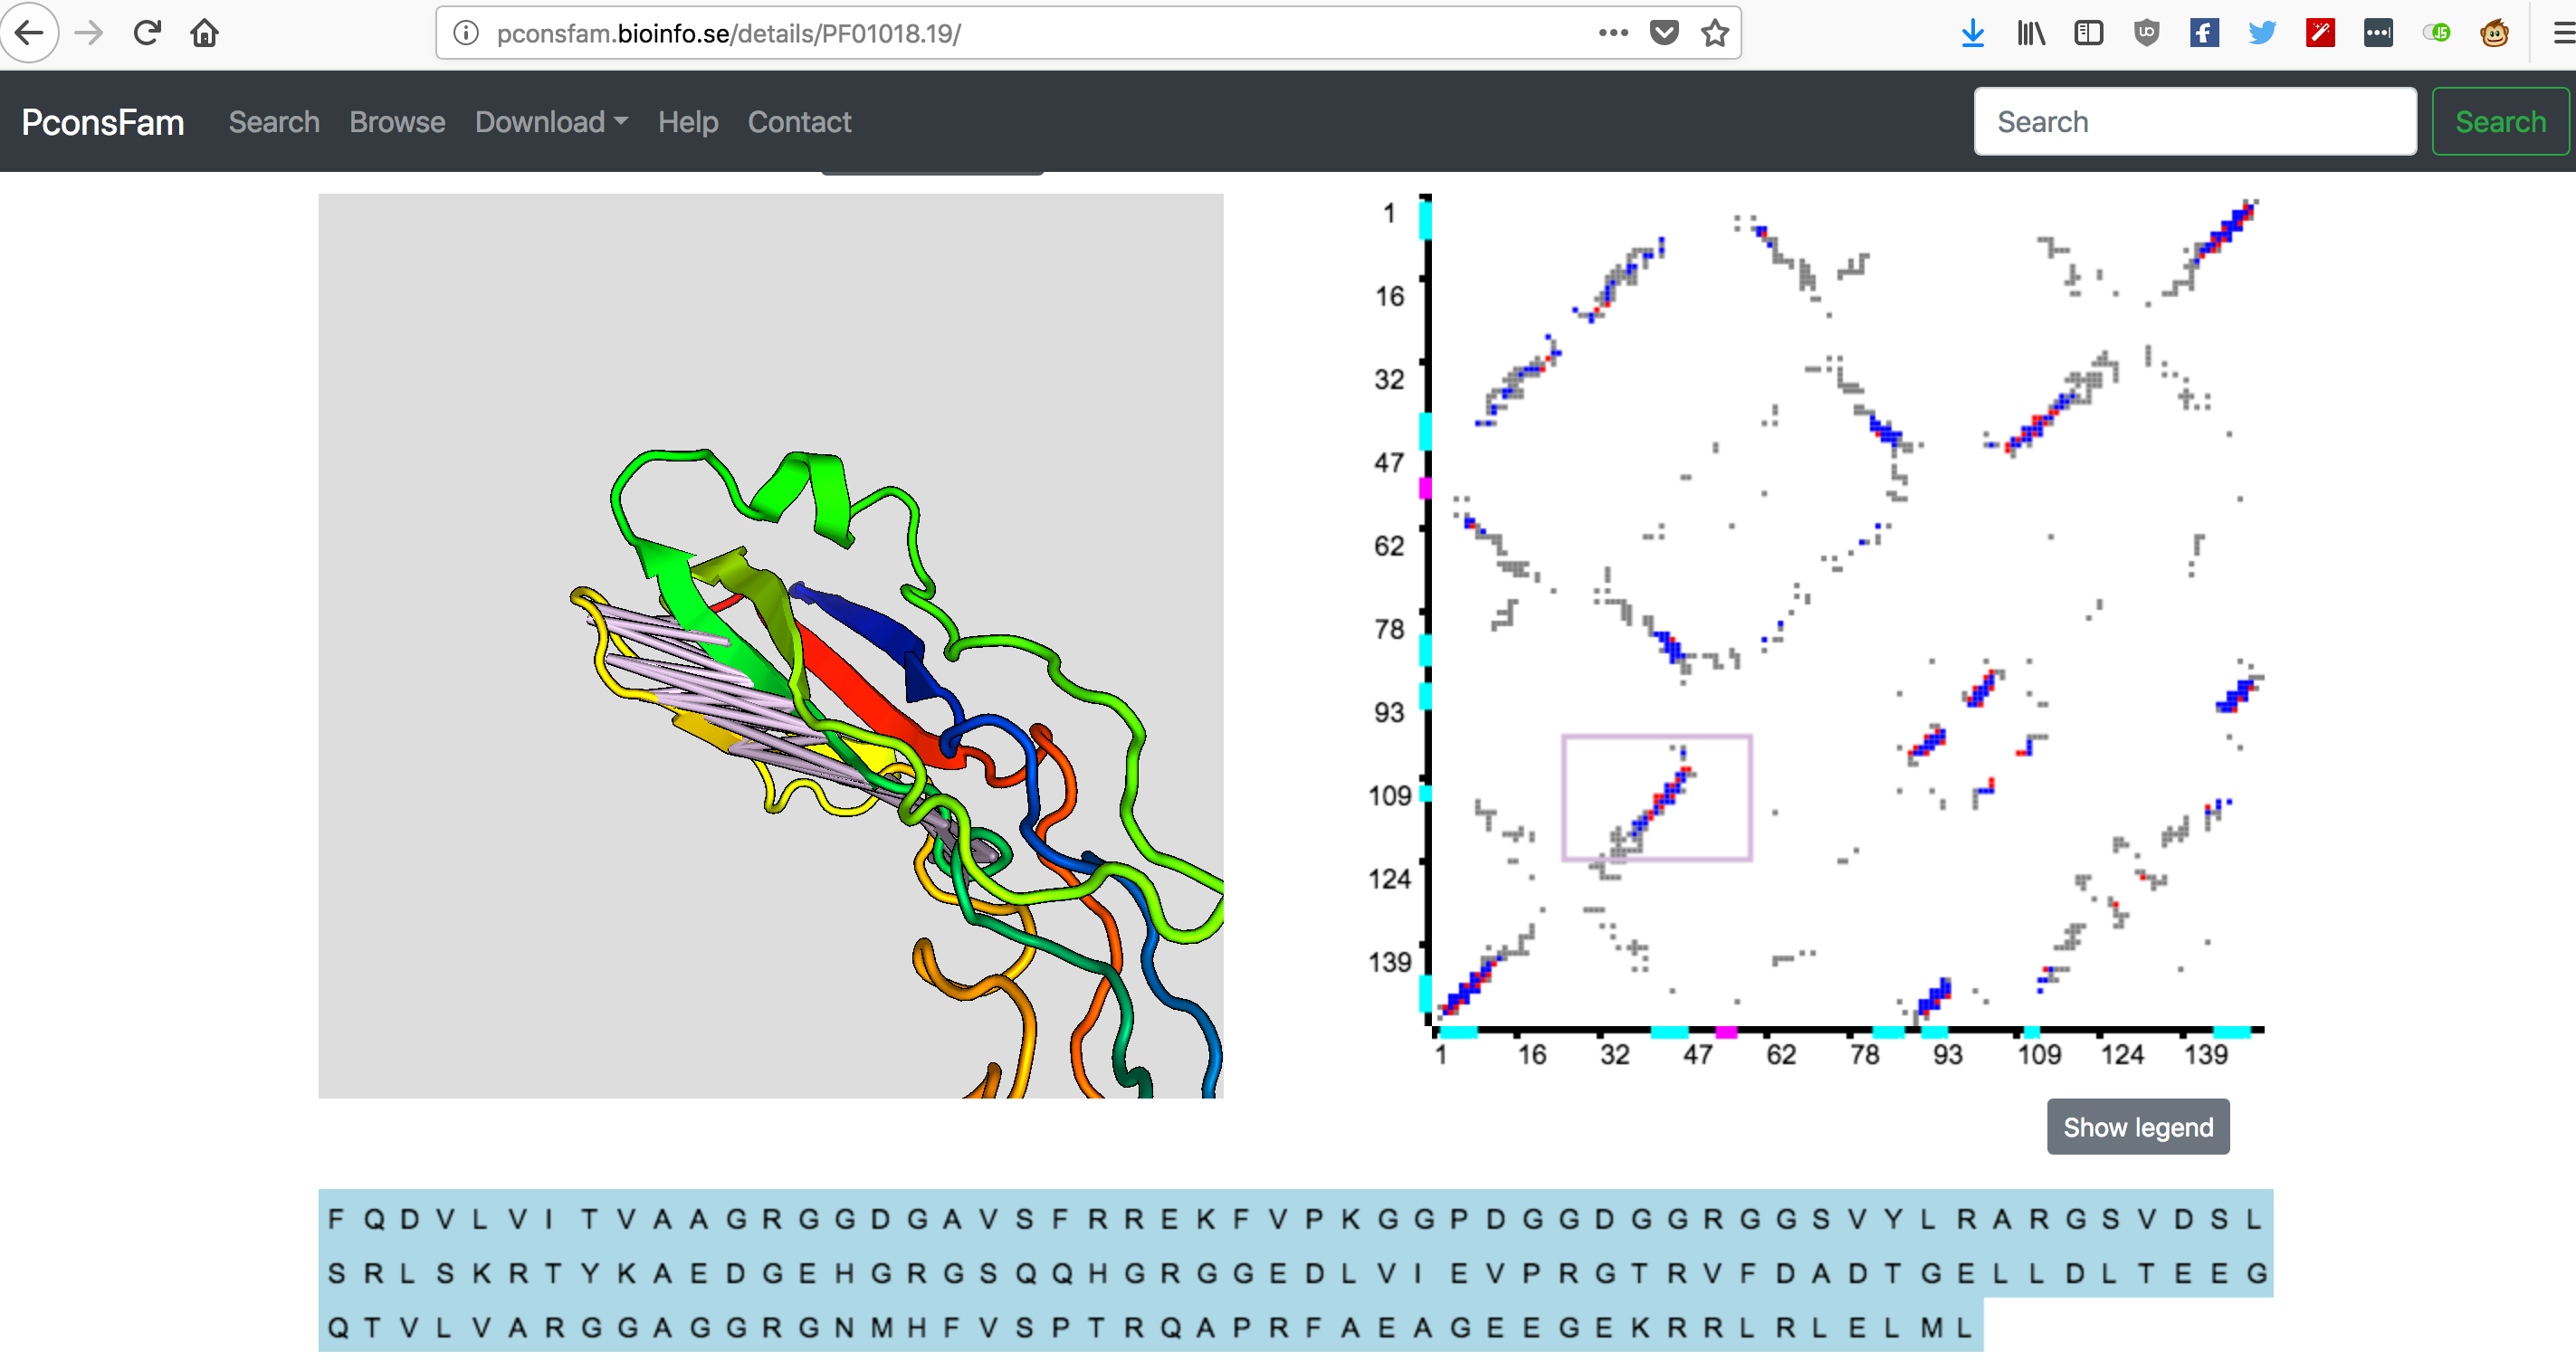 pconsfam.bioinfo.se/details/PF01018.19/
PconsFam Search Browse Download Help Contact Search Search
1
16
32
47
62
78
93
109
124
139
1 16 32 47 62 78 93 109 124 139
Show legend
F Q D V L V I T V A A G R G G D G A V S F R R E K F V P K G G P D G G D G G R G G S V Y L R A R G S V D S L
S R L S K R T Y K A E D G E H G R G S Q Q H G R G G E D L V I E V P R G T R V F D A D T G E L L D L T E E G
Q T V L V A R G G A G G R G N M H F V S P T R Q A P R F A E A G E E G E K R R L R L E L M L